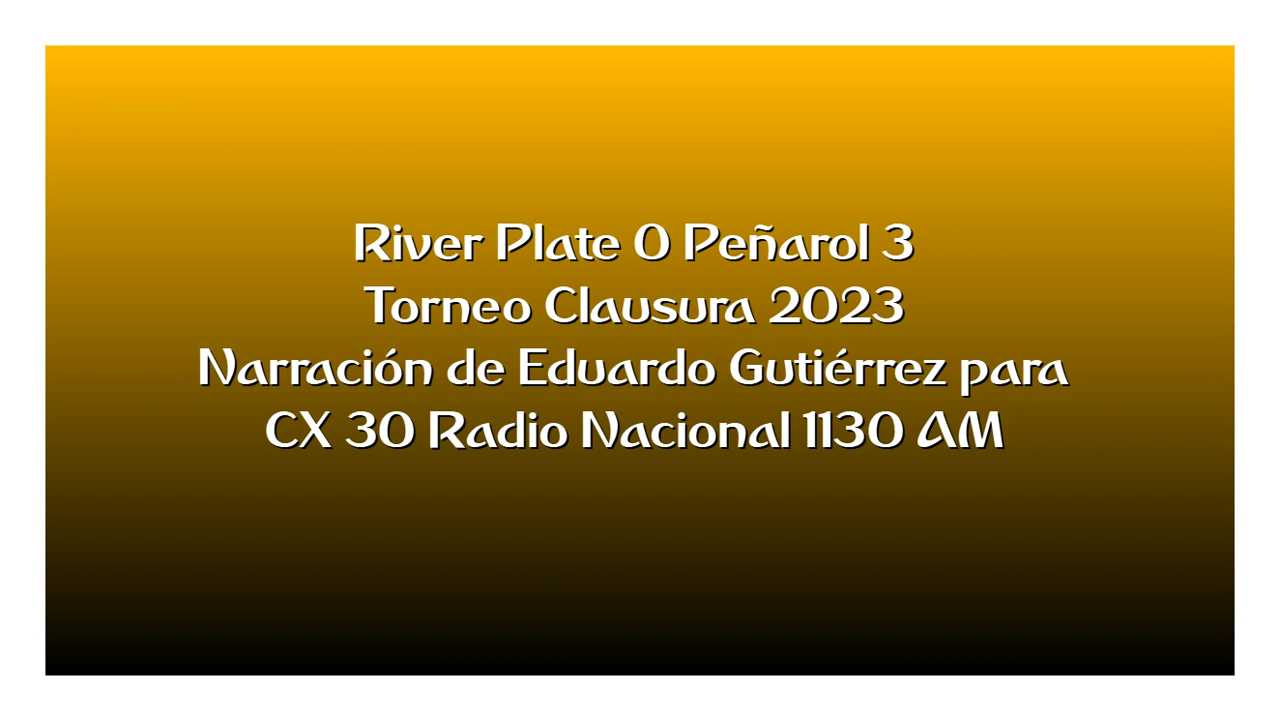 River Plate 0 Peñarol 3
Torneo Clausura 2023
Narración de Eduardo Gutiérrez para
CX 30 Radio Nacional 1130 AM